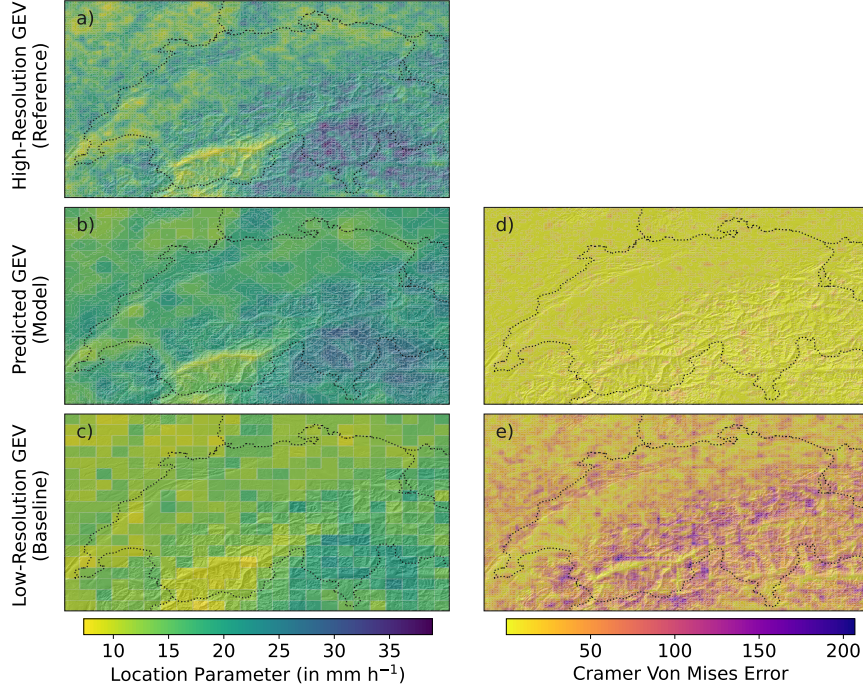 High-Resolution GEV
(Reference)
a)
Predicted GEV
(Model)
b)
d)
Low-Resolution GEV
(Baseline)
c)
e)
10 15 20 25 30 35
Location Parameter (in mm h⁻¹)
50 100 150 200
Cramer Von Mises Error